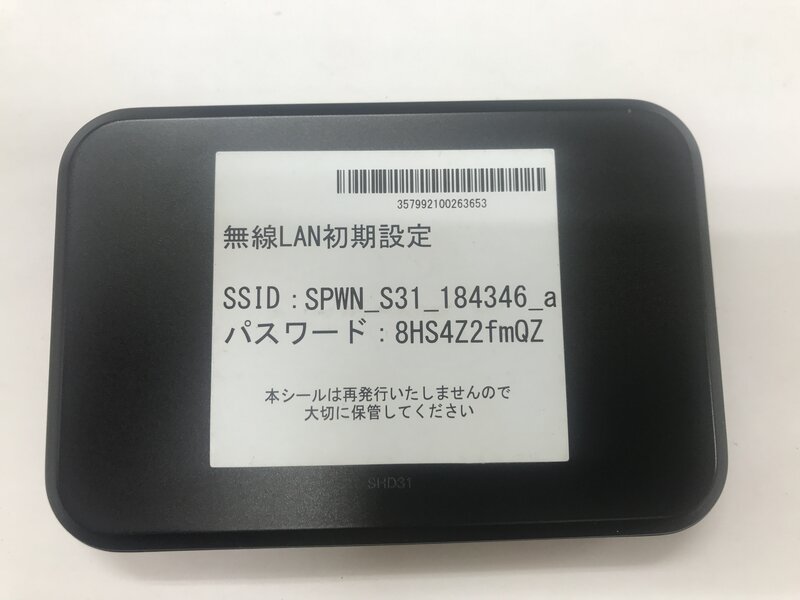 357992100263653
無線LAN初期設定
SSID：SPWN_S31_184346_a
パスワード：8HS4Z2fmQZ
本シールは再発行いたしませんので
大切に保管してください
SHD31